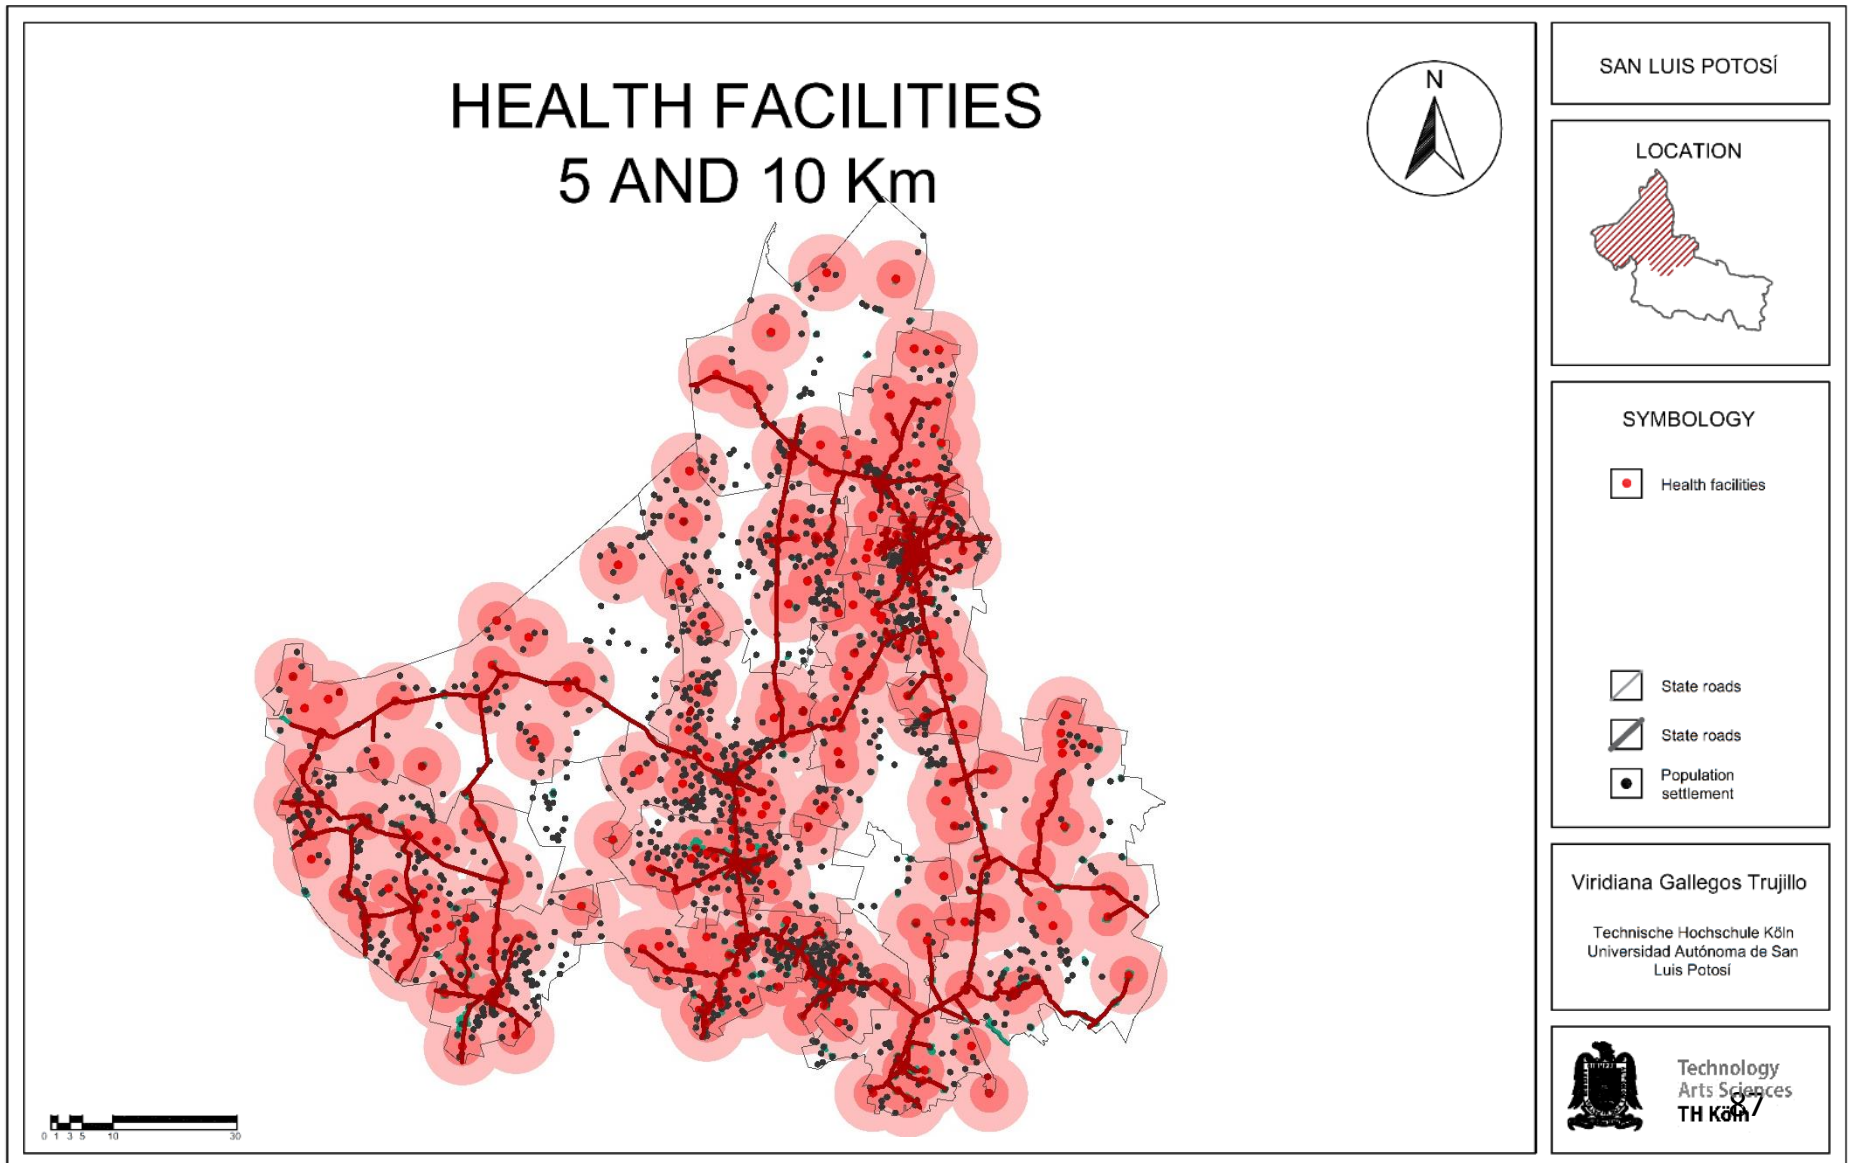 HEALTH FACILITIES
5 AND 10 Km
N
0 1 3 5 10 30
SAN LUIS POTOSÍ
LOCATION
SYMBOLOGY
Health facilities
State roads
State roads
Population
settlement
Viridiana Gallegos Trujillo
Technische Hochschule Köln
Universidad Autónoma de San
Luis Potosí
Technology
Arts Sciences
TH Köln
87